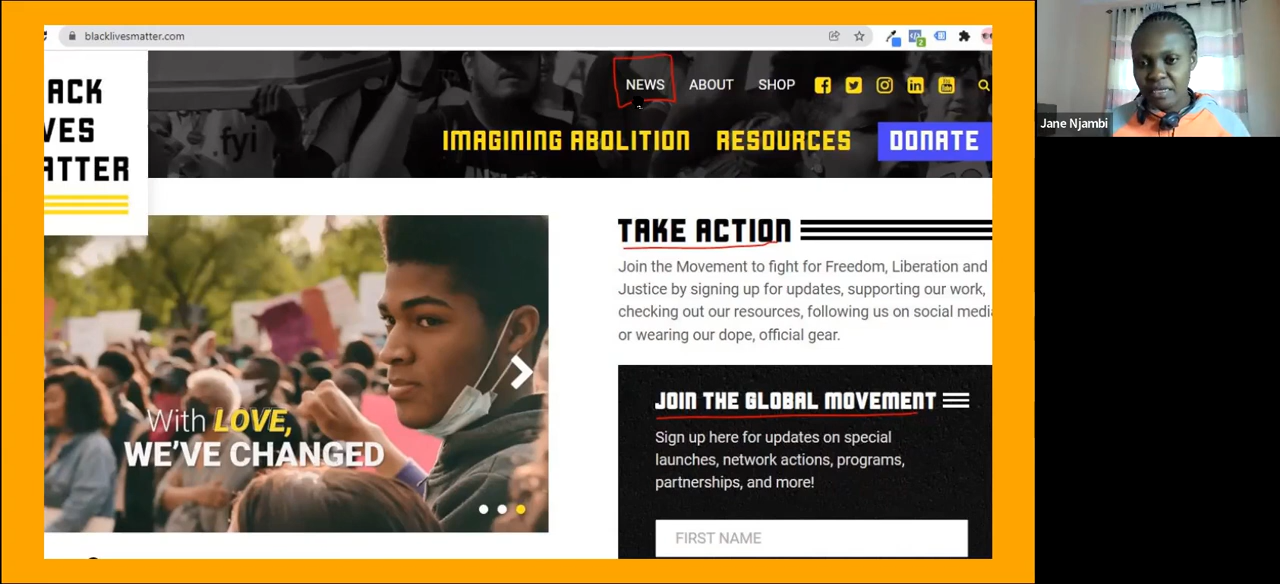 blacklivesmatter.com
ACK
VES
ATTER
NEWS
ABOUT
SHOP
IMAGINING ABOLITION
RESOURCES
DONATE
.fyi
With LOVE,
WE'VE CHANGED
TAKE ACTION
Join the Movement to fight for Freedom, Liberation and
Justice by signing up for updates, supporting our work,
checking out our resources, following us on social media
or wearing our dope, official gear.
JOIN THE GLOBAL MOVEMENT
Sign up here for updates on special
launches, network actions, programs,
partnerships, and more!
FIRST NAME
Jane Njambi